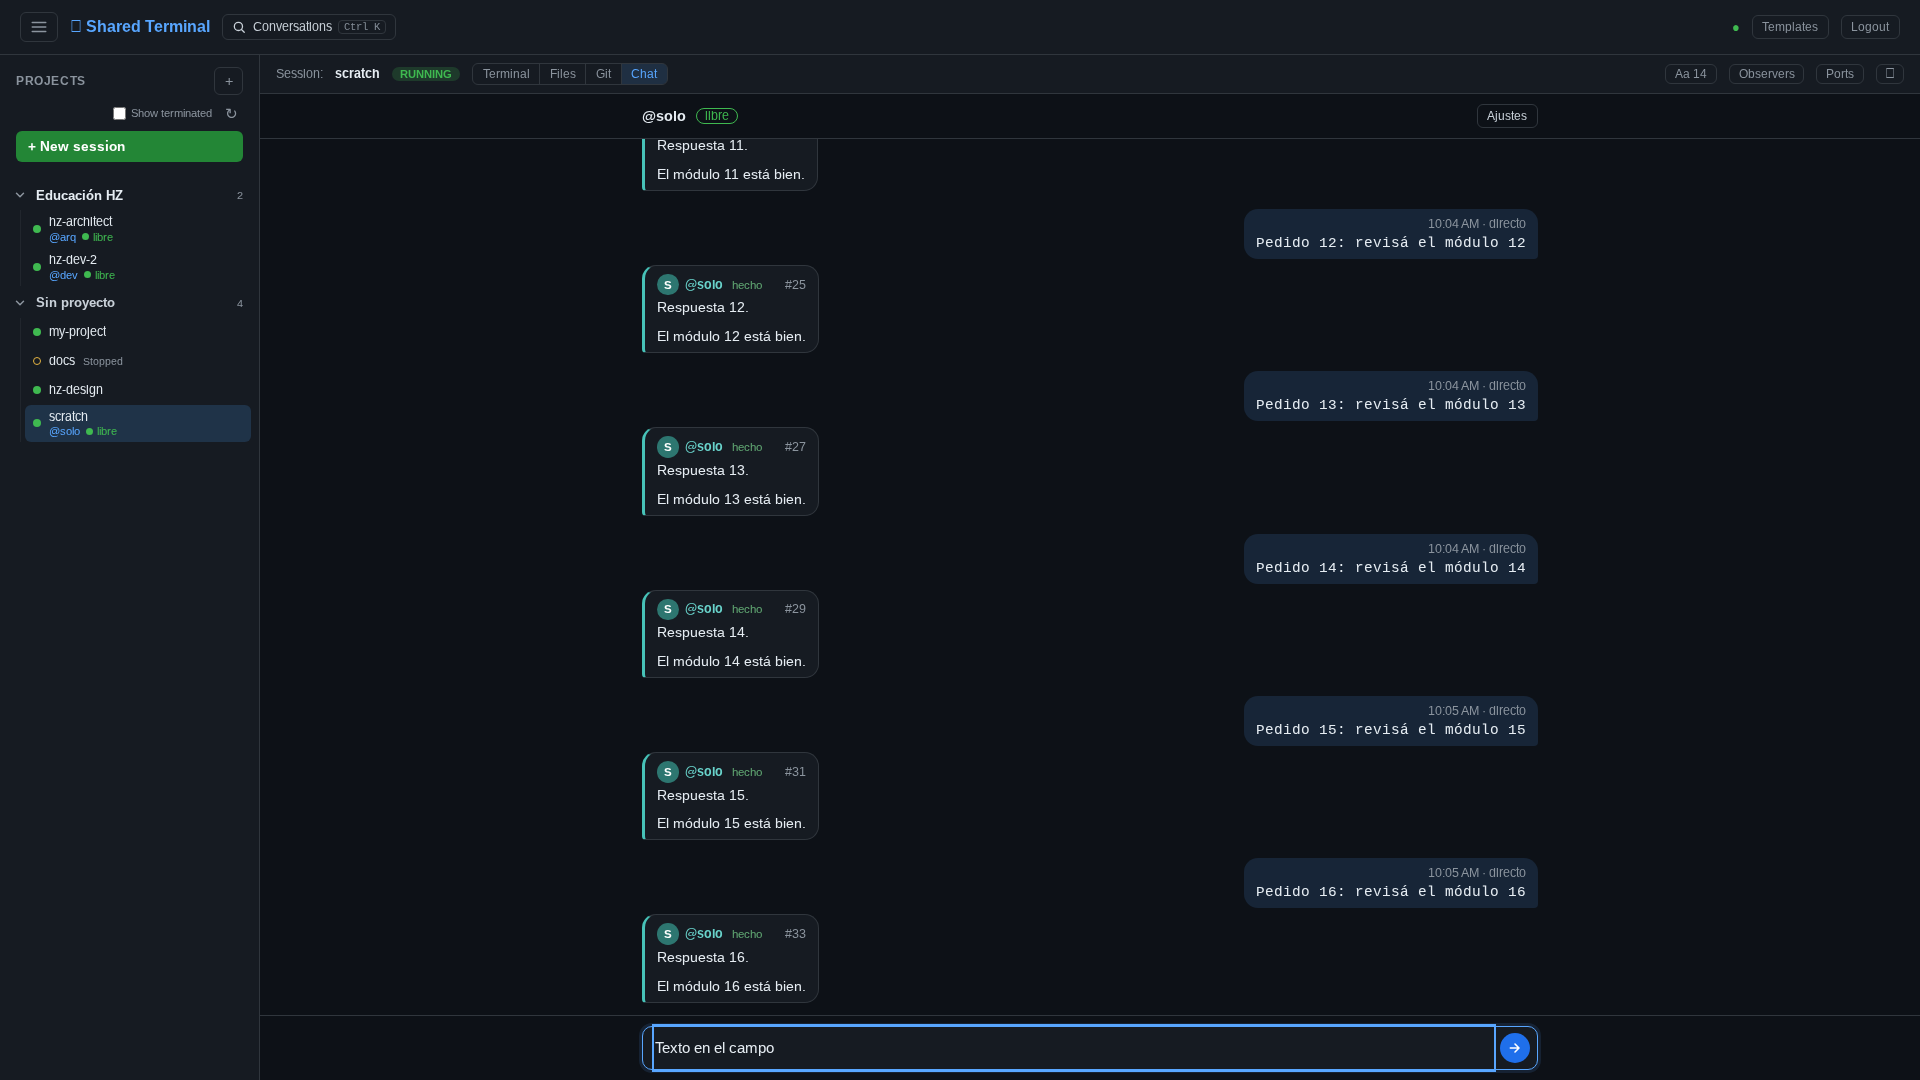 Shared Terminal
Conversations Ctrl K
Templates
Logout
PROJECTS
+
Show terminated
+ New session
Educación HZ 2
hz-architect
@arq libre
hz-dev-2
@dev libre
Sin proyecto 4
my-project
docs Stopped
hz-design
scratch
@solo libre
Session: scratch RUNNING Terminal Files Git Chat
Aa 14 Observers Ports
@solo libre
Ajustes
Respuesta 11.
El módulo 11 está bien.
10:04 AM · directo
Pedido 12: revisá el módulo 12
S @solo hecho #25
Respuesta 12.
El módulo 12 está bien.
10:04 AM · directo
Pedido 13: revisá el módulo 13
S @solo hecho #27
Respuesta 13.
El módulo 13 está bien.
10:04 AM · directo
Pedido 14: revisá el módulo 14
S @solo hecho #29
Respuesta 14.
El módulo 14 está bien.
10:05 AM · directo
Pedido 15: revisá el módulo 15
S @solo hecho #31
Respuesta 15.
El módulo 15 está bien.
10:05 AM · directo
Pedido 16: revisá el módulo 16
S @solo hecho #33
Respuesta 16.
El módulo 16 está bien.
Texto en el campo